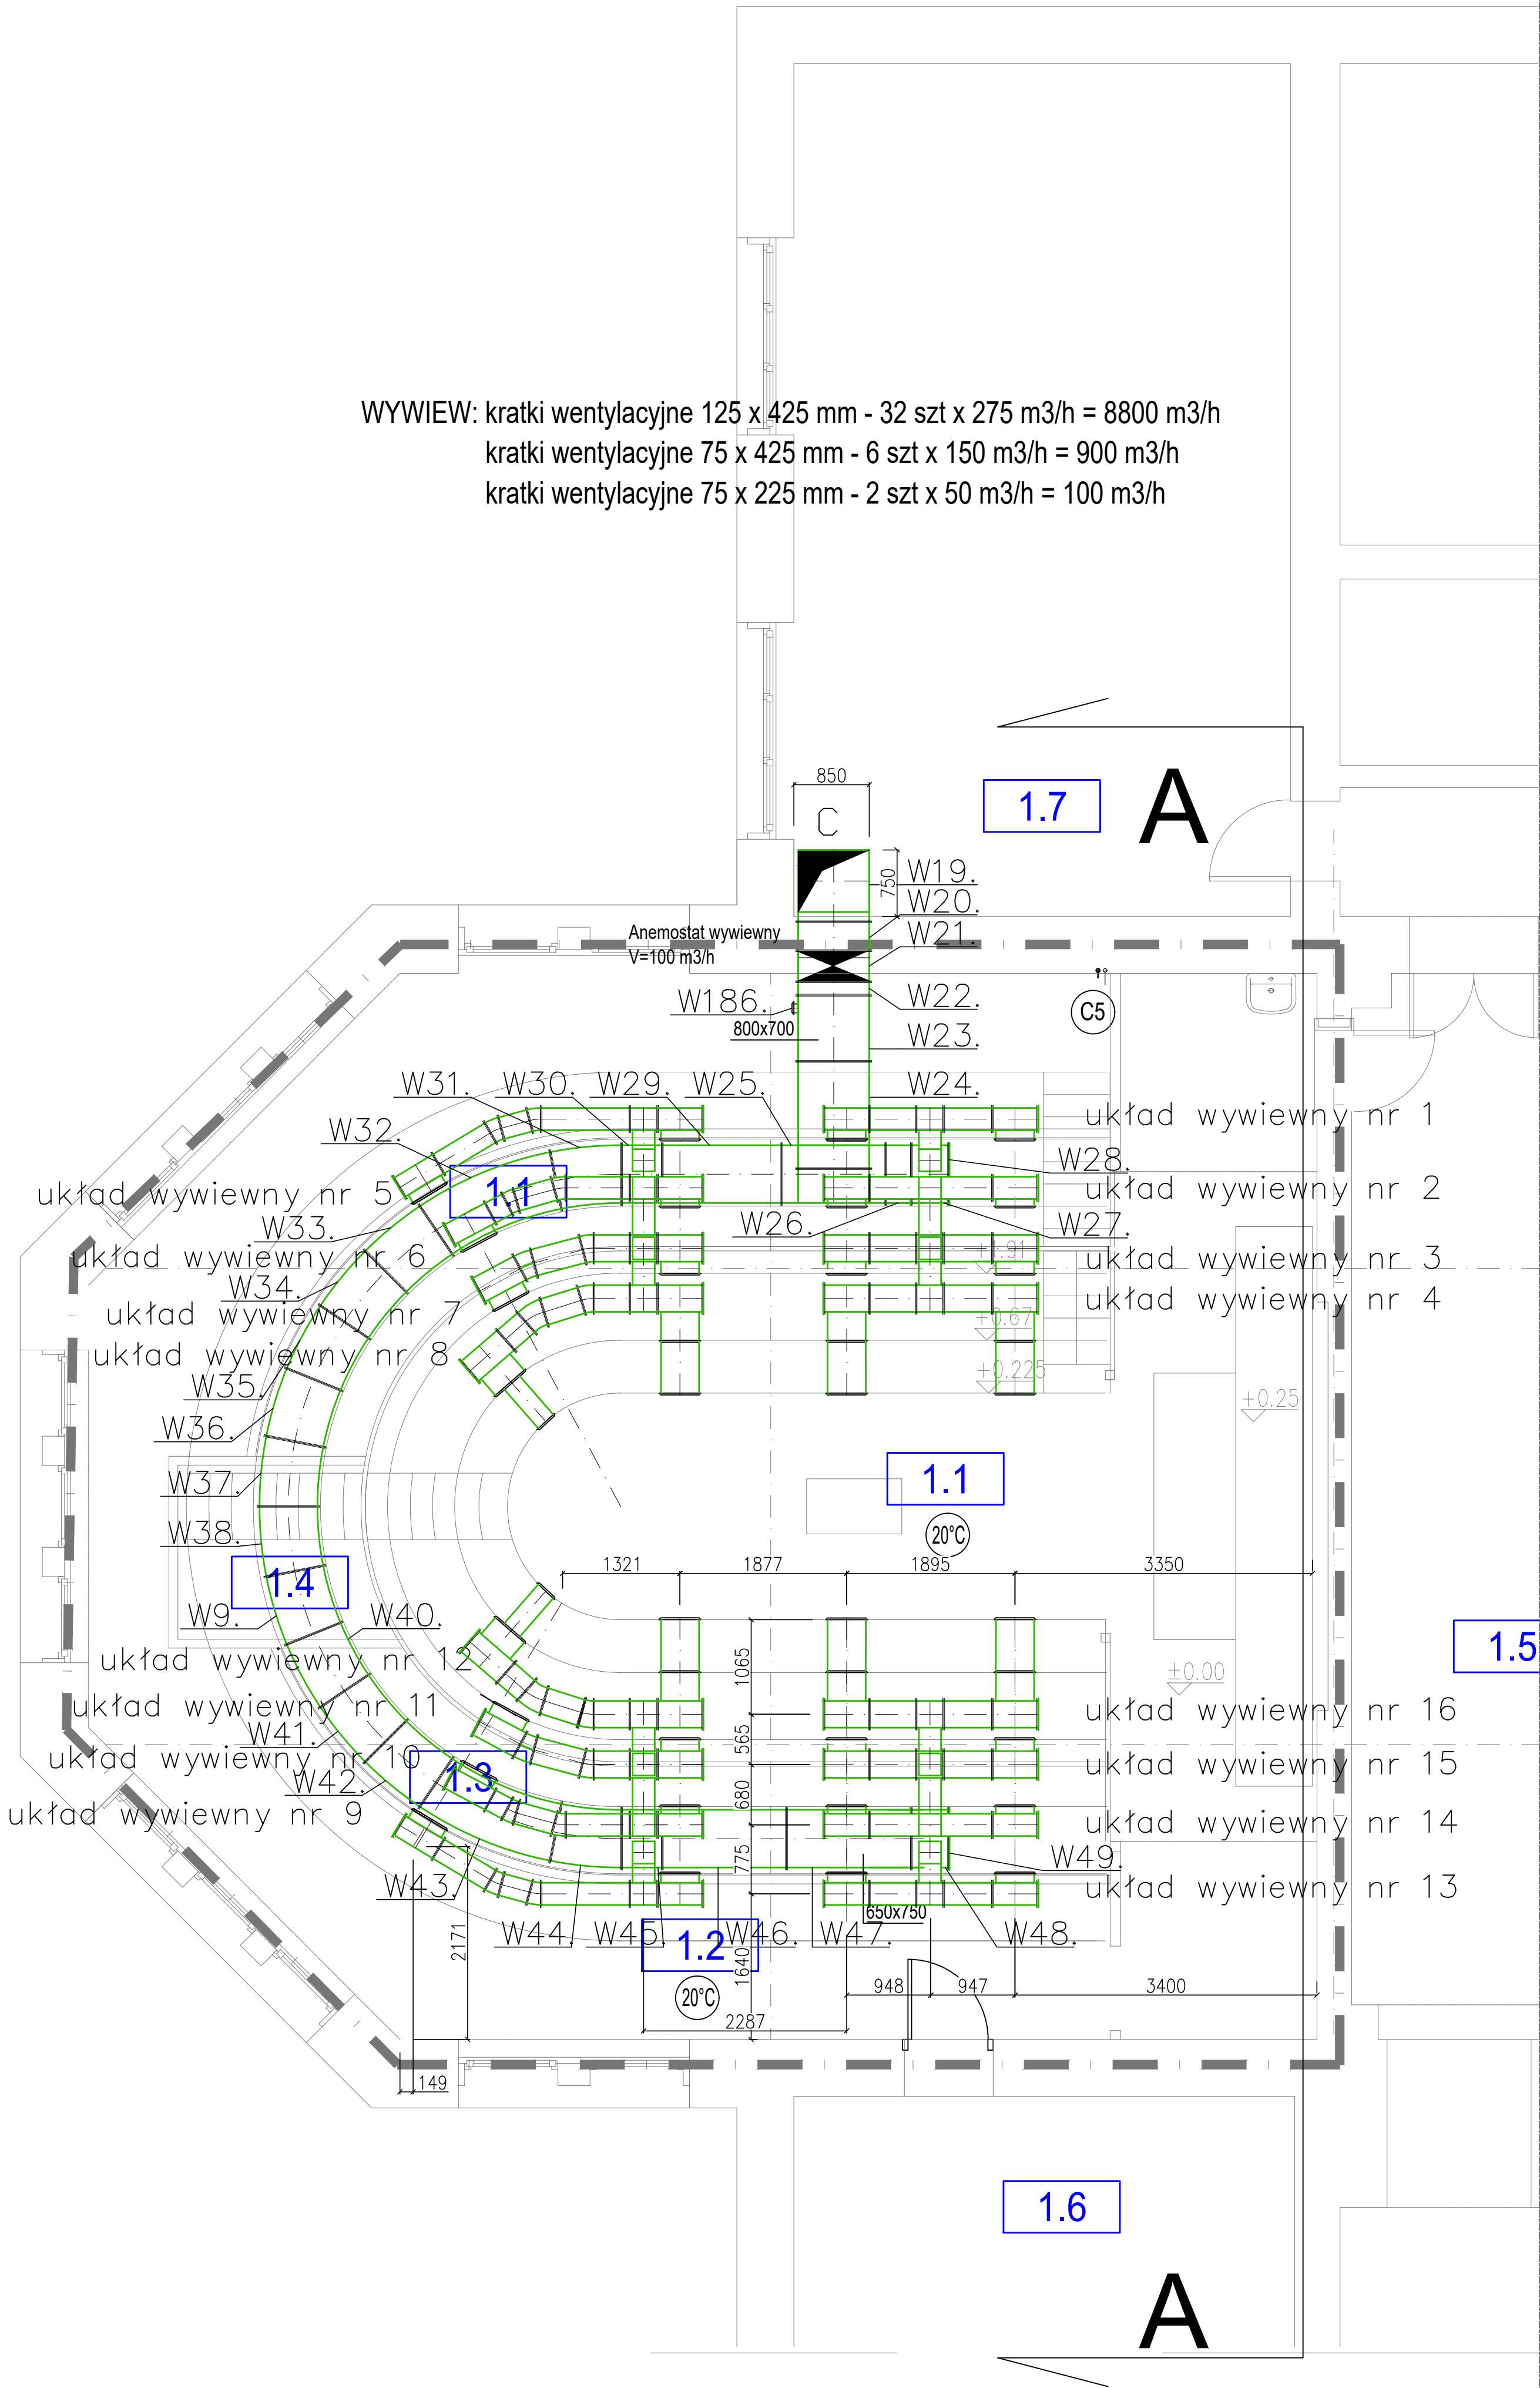 WYWIEW: kratki wentylacyjne 125 x 425 mm - 32 szt x 275 m3/h = 8800 m3/h
kratki wentylacyjne 75 x 425 mm - 6 szt x 150 m3/h = 900 m3/h
kratki wentylacyjne 75 x 225 mm - 2 szt x 50 m3/h = 100 m3/h
850
1.7
A
C
750
W19.
W20.
Anemostat wywiewny
V=100 m3/h
W21.
W186.
W22.
C5
800x700
W23.
W31.
W30.
W29.
W25.
W24.
układ wywiewny nr 1
W32.
W28.
układ wywiewny nr 5
1.1
układ wywiewny nr 2
W33.
W26.
W27.
układ wywiewny nr 6
+1.91
układ wywiewny nr 3
W34.
układ wywiewny nr 7
układ wywiewny nr 4
+0.67
układ wywiewny nr 8
+0.225
W35.
+0.25
W36.
W37.
1.1
W38.
20°C
1321
1877
1895
3350
1.4
W9.
W40.
1.5
układ wywiewny nr 12
1065
±0.00
układ wywiewny nr 11
układ wywiewny nr 16
W41.
565
układ wywiewny nr 10
układ wywiewny nr 15
1.3
W42.
680
układ wywiewny nr 9
układ wywiewny nr 14
775
W49.
W43.
układ wywiewny nr 13
650x750
W44.
W45.
1.2
W46.
W47.
W48.
2171
1640
20°C
948
947
3400
2287
149
1.6
A